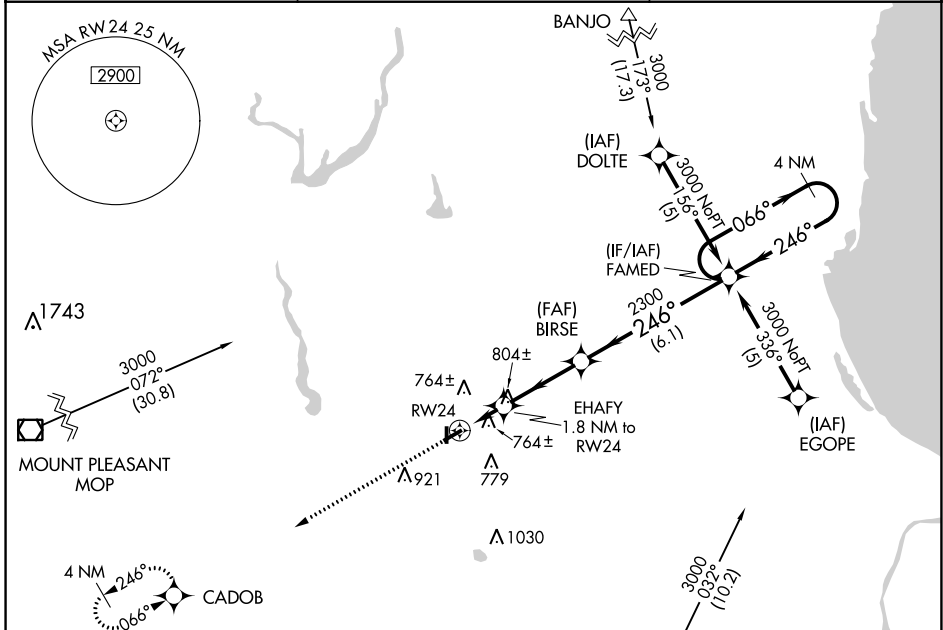 MSA RW24 25 NM
2900
BANJO
3000
173°
(17.3)
(IAF)
DOLTE
3000 NoPT
156°
(5)
4 NM
066°
246°
(IF/IAF)
FAMED
2300
246°
(6.1)
(FAF)
BIRSE
3000 NoPT
336°
(5)
(IAF)
EGOPE
1743
3000
072°
(30.8)
MOUNT PLEASANT
MOP
804±
764±
RW24
EHAFY
1.8 NM to
RW24
764±
921
779
1030
4 NM
246°
066°
CADOB
3000
032°
(10.2)